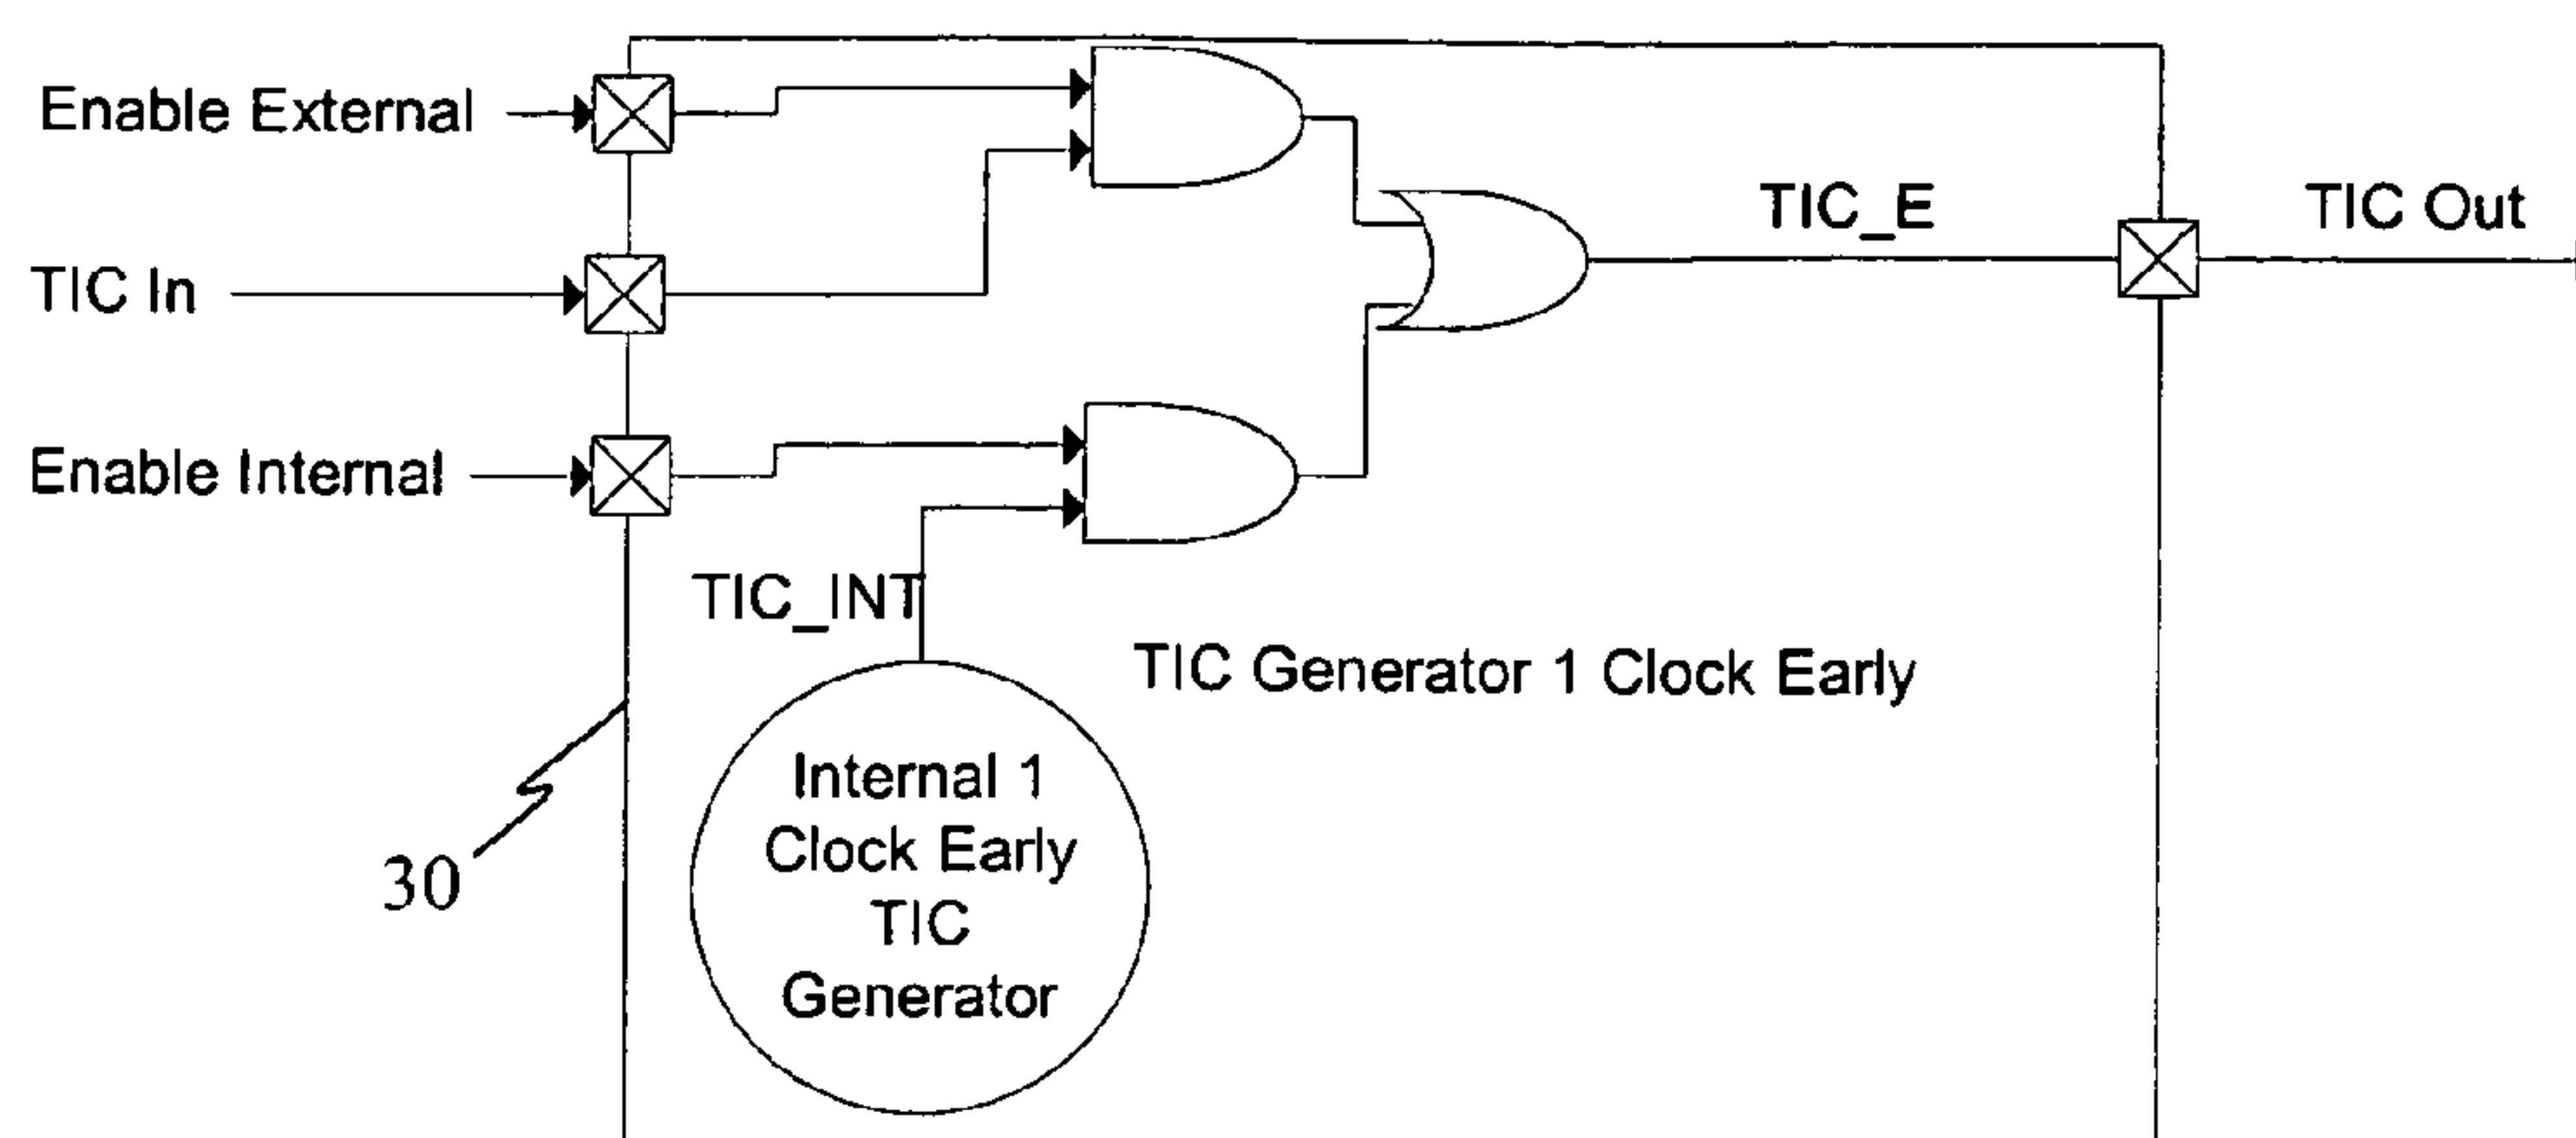 Enable External
TIC_E
TIC Out
TIC In
Enable Internal
TIC_INT
TIC Generator 1 Clock Early
Internal 1
Clock Early
TIC
Generator
30